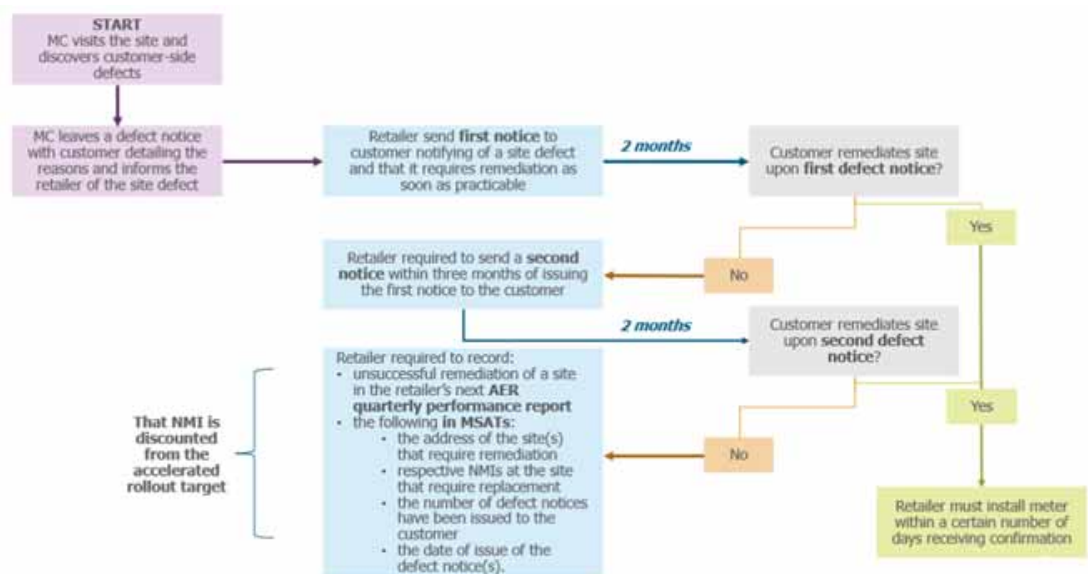 START
MC visits the site and
discovers customer-side
defects
MC leaves a defect notice
with customer detailing the
reasons and informs the
retailer of the site defect
Retailer send first notice to
customer notifying of a site defect
and that it requires remediation as
soon as practicable
2 months
Customer remediates site
upon first defect notice?
Yes
No
Retailer required to send a second
notice within three months of issuing
the first notice to the customer
2 months
Customer remediates site
upon second defect
notice?
Yes
No
Retailer required to record:
• unsuccessful remediation of a site
in the retailer's next AER
quarterly performance report
• the following in MSATs:
• the address of the site(s)
that require remediation
• respective NMIs at the site
that require replacement
• the number of defect notices
have been issued to the
customer
• the date of issue of the
defect notice(s).
That NMI is
discounted
from the
accelerated
rollout target
Retailer must install meter
within a certain number of
days receiving confirmation